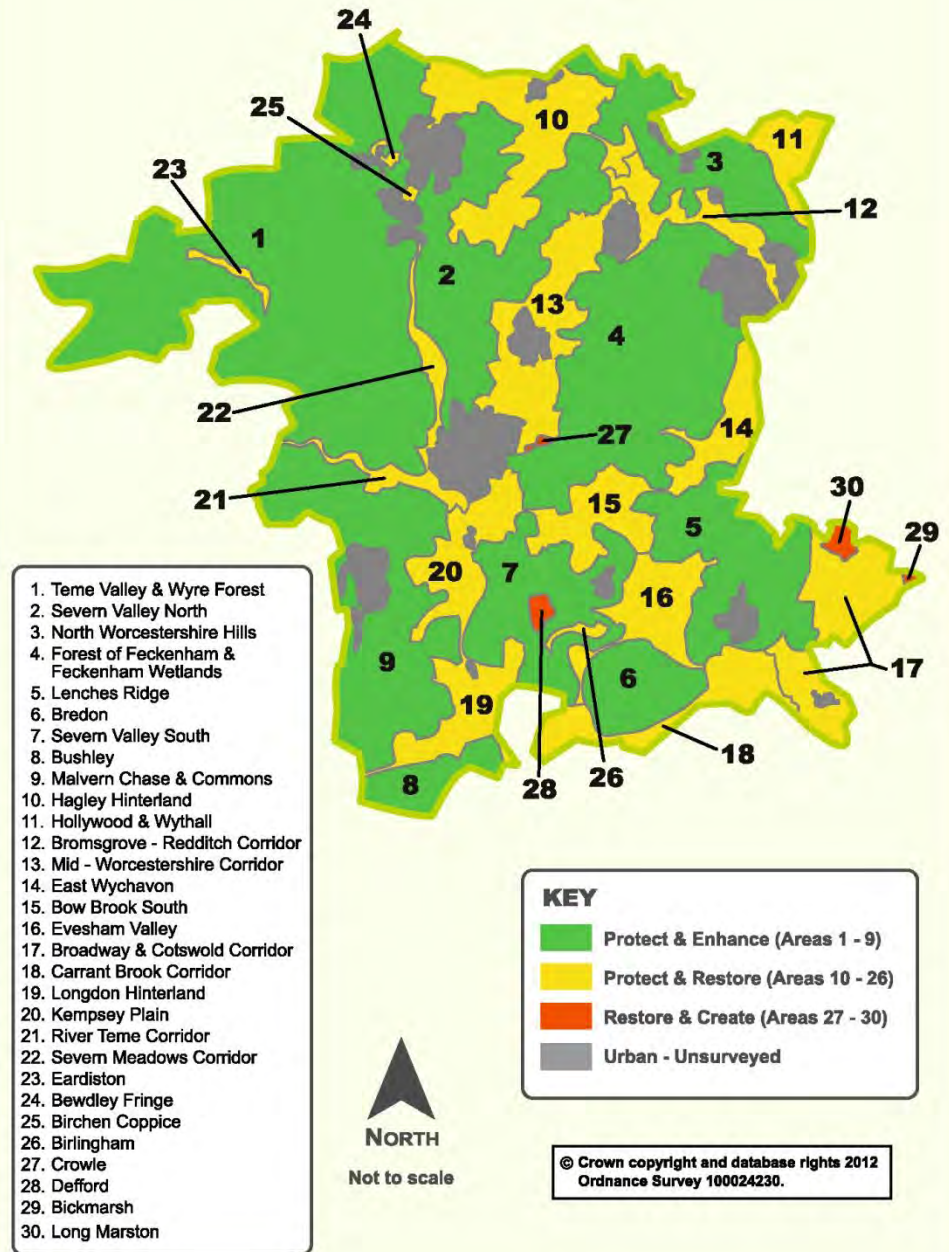 24
25
10
11
23
3
12
1
2
13
4
22
14
27
21
15
30
5
29
20
7
16
9
6
17
19
18
8
28
26
1. Teme Valley & Wyre Forest
2. Severn Valley North
3. North Worcestershire Hills
4. Forest of Feckenham &
Feckenham Wetlands
5. Lenches Ridge
6. Bredon
7. Severn Valley South
8. Bushley
9. Malvern Chase & Commons
10. Hagley Hinterland
11. Hollywood & Wythall
12. Bromsgrove - Redditch Corridor
13. Mid - Worcestershire Corridor
14. East Wychavon
15. Bow Brook South
16. Evesham Valley
17. Broadway & Cotswold Corridor
18. Carrant Brook Corridor
19. Longdon Hinterland
20. Kempsey Plain
21. River Teme Corridor
22. Severn Meadows Corridor
23. Eardiston
24. Bewdley Fringe
25. Birchen Coppice
26. Birlingham
27. Crowle
28. Defford
29. Bickmarsh
30. Long Marston
KEY
Protect & Enhance (Areas 1 - 9)
Protect & Restore (Areas 10 - 26)
Restore & Create (Areas 27 - 30)
Urban - Unsurveyed
NORTH
Not to scale
© Crown copyright and database rights 2012
Ordnance Survey 100024230.